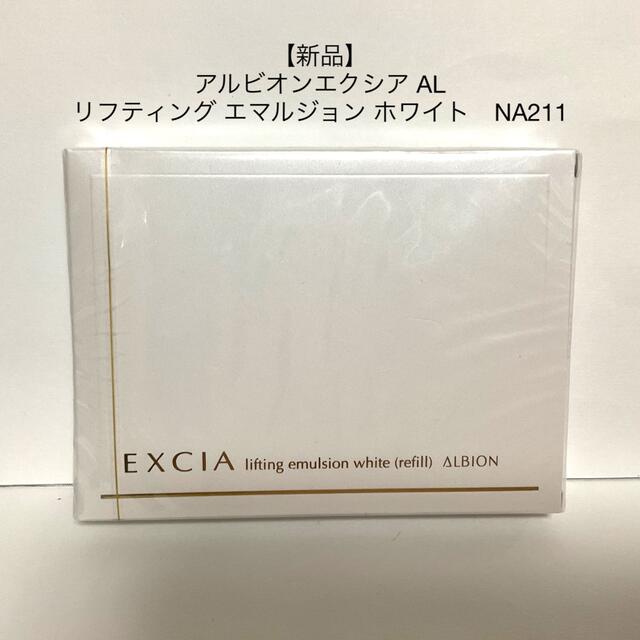 【新品】
アルビオンエクシア AL
リフティング エマルジョン ホワイト　NA211
EXCIA lifting emulsion white (refill) ΔLBION